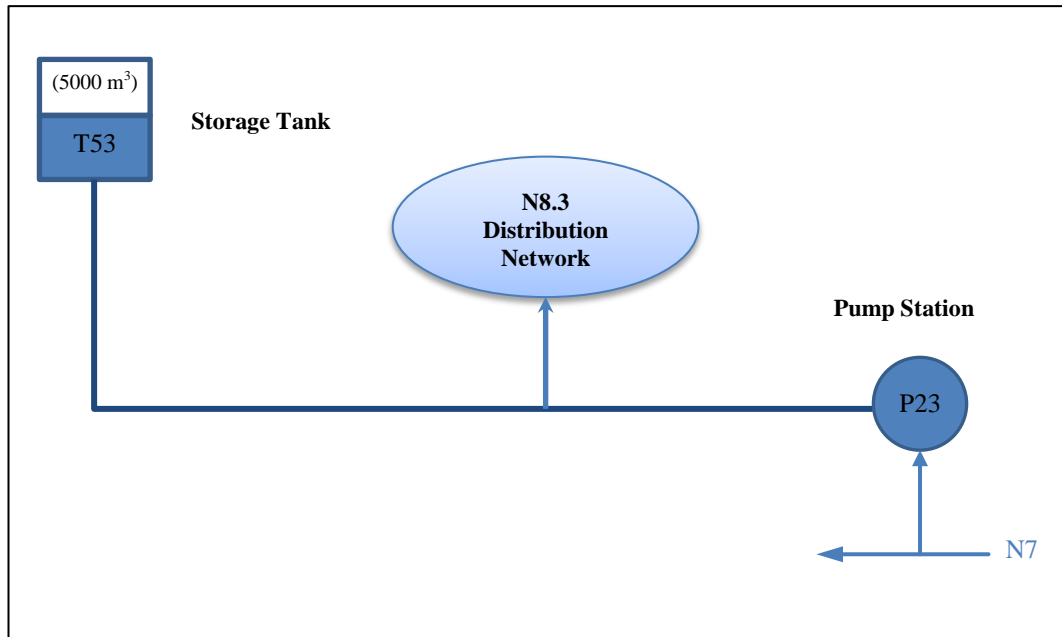 (5000 m³)
T53
Storage Tank
N8.3
Distribution
Network
Pump Station
P23
N7